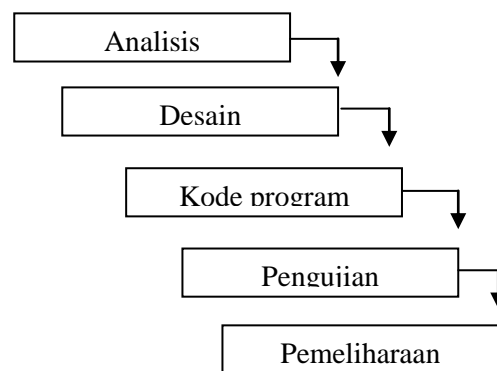 Analisis
Desain
Kode program
Pengujian
Pemeliharaan